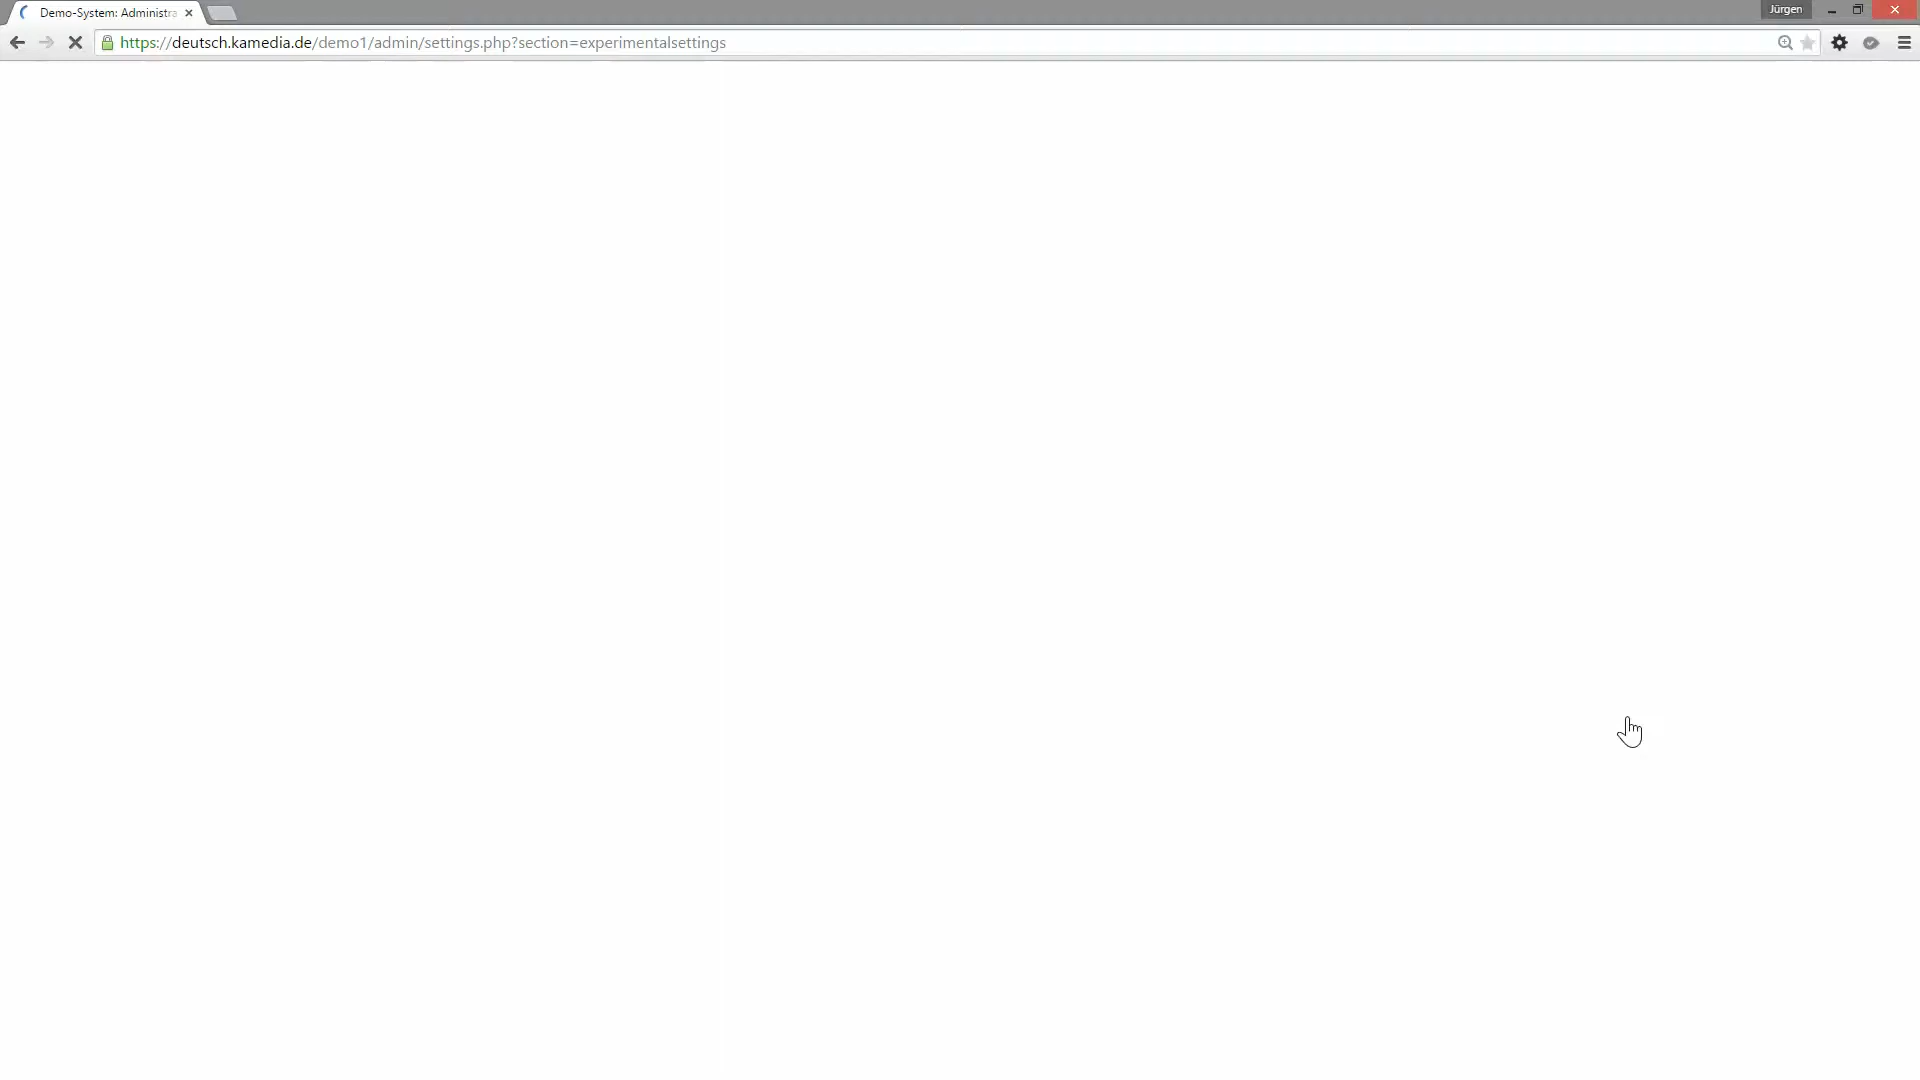 Demo-System: Administra
Jürgen
https://deutsch.kamedia.de/demo1/admin/settings.php?section=experimentalsettings